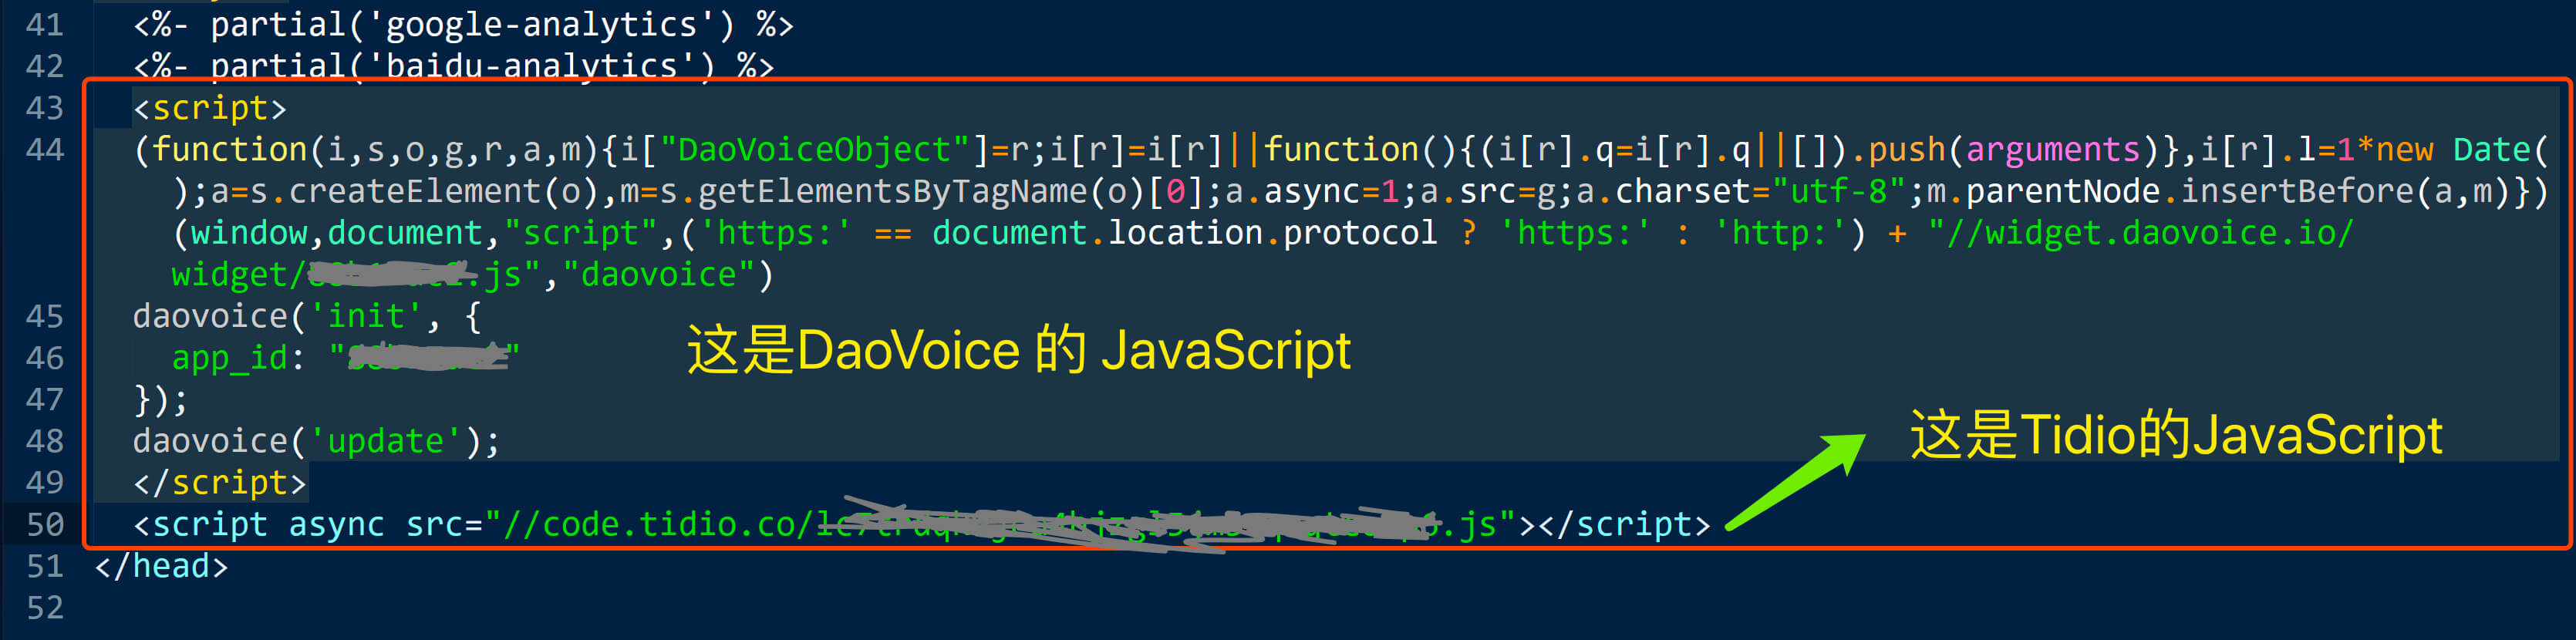 41 <%- partial('google-analytics') %>
42 <%- partial('baidu-analytics') %>
43 <script>
44 (function(i,s,o,g,r,a,m){i["DaoVoiceObject"]=r;i[r]=i[r]||function(){(i[r].q=i[r].q||[]).push(arguments)},i[r].l=1*new Date(
);a=s.createElement(o),m=s.getElementsByTagName(o)[0];a.async=1;a.src=g;a.charset="utf-8";m.parentNode.insertBefore(a,m)})
(window,document,"script",('https:' == document.location.protocol ? 'https:' : 'http:') + "//widget.daovoice.io/
widget/ .js","daovoice")
45 daovoice('init', {
46 app_id: " "
这是DaoVoice 的 JavaScript
47 });
48 daovoice('update');
这是Tidio的JavaScript
49 </script>
50 <script async src="//code.tidio.co/ .js"></script>
51 </head>
52